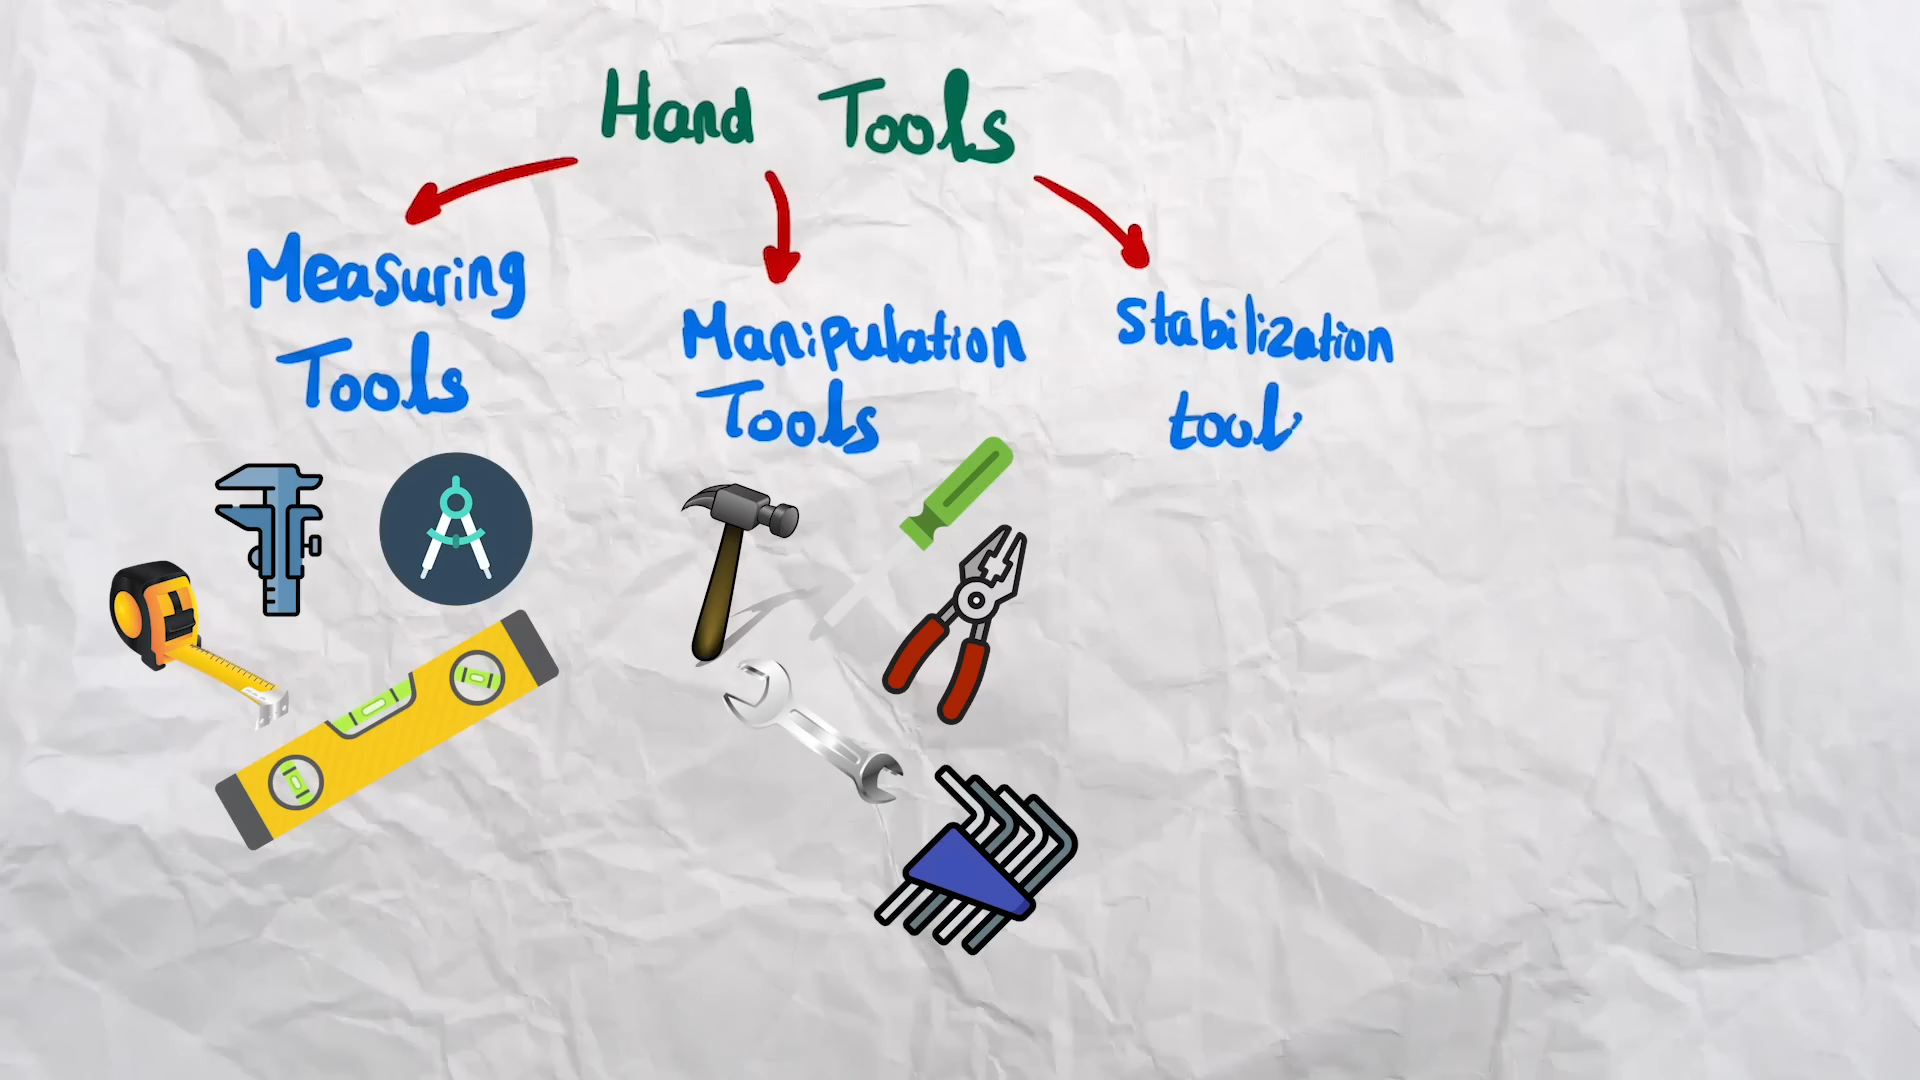 Hand Tools
Measuring
Tools
Manipulation
Tools
Stabilization
tool